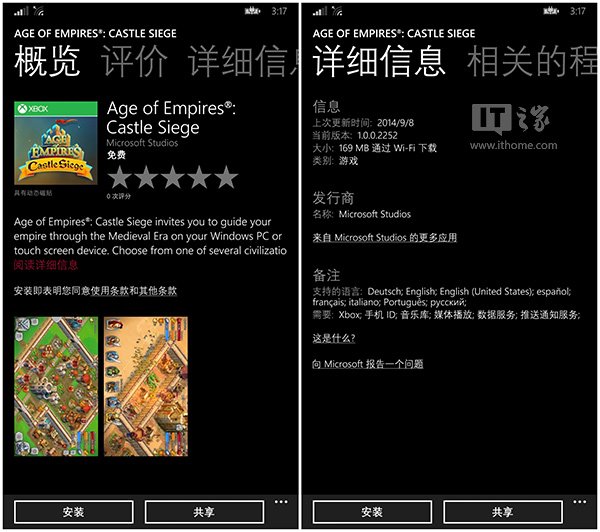 3:17
AGE OF EMPIRES®: CASTLE SIEGE
概览 评价 详细信息
XBOX
AGE OF EMPIRES
Castle Siege
具有动态磁贴
Age of Empires®:
Castle Siege
Microsoft Studios
免费
0 次评分
Age of Empires®: Castle Siege invites you to guide your
empire through the Medieval Era on your Windows PC or
touch screen device. Choose from one of several civilizatio
阅读详细信息
安装即表明您同意使用条款和其他条款
安装 共享
3:17
AGE OF EMPIRES®: CASTLE SIEGE
详细信息 相关的程
信息
上次更新时间: 2014/9/8
当前版本: 1.0.0.2252
大小: 169 MB 通过 Wi-Fi 下载
类别: 游戏
IT之家
www.ithome.com
发行商
名称: Microsoft Studios
来自 Microsoft Studios 的更多应用
备注
支持的语言: Deutsch; English; English (United States); español;
français; italiano; Português; русский;
需要: Xbox; 手机 ID; 音乐库; 媒体播放; 数据服务; 推送通知服务;
这是什么?
向 Microsoft 报告一个问题
安装 共享